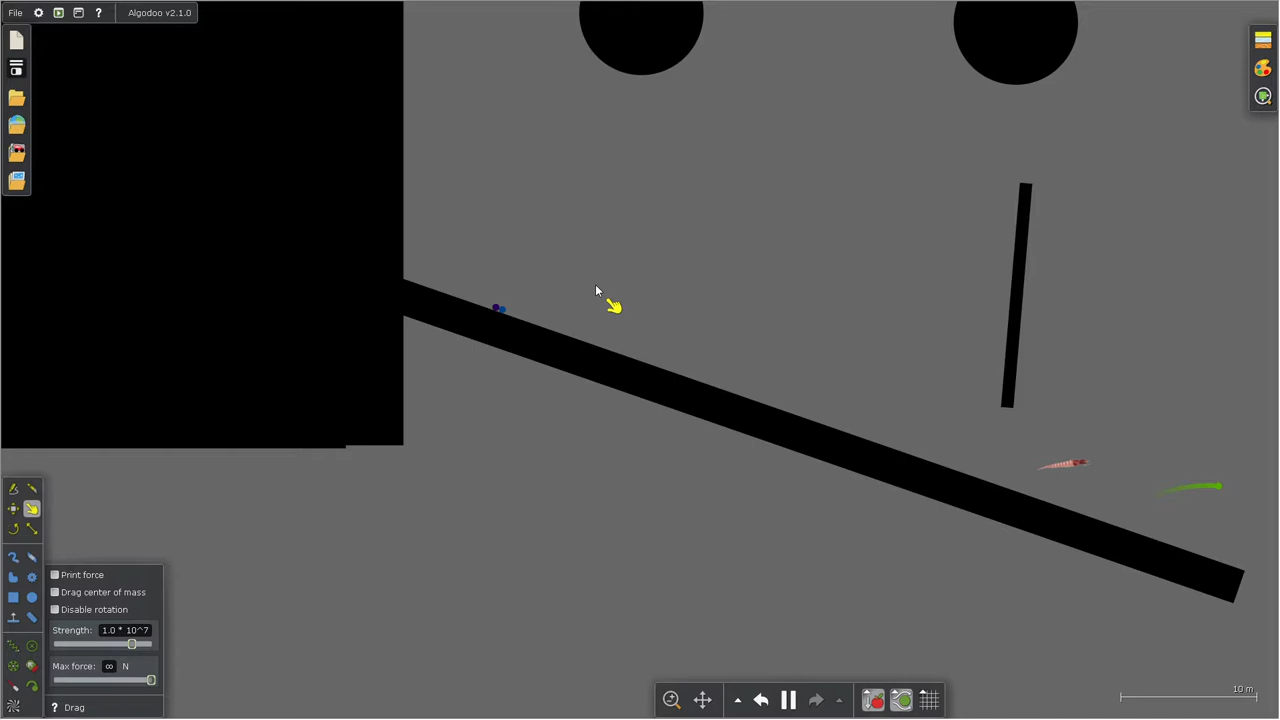 File ? Algodoo v2.1.0
Print force
Drag center of mass
Disable rotation
Strength: 1.0 * 10^7
Max force: ∞ N
? Drag
10 m